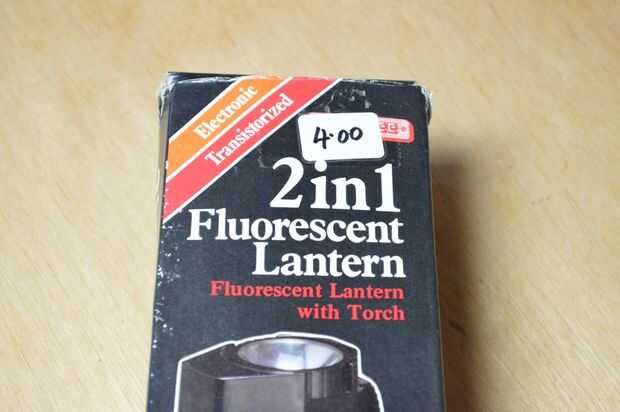 Electronic
Transistorized
4.00
2in1
Fluorescent
Lantern
Fluorescent Lantern
with Torch